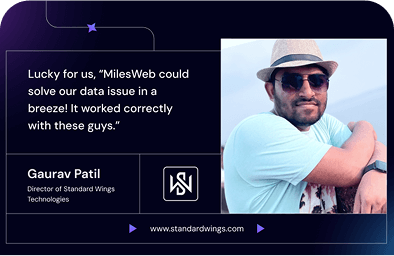 Lucky for us, “MilesWeb could
solve our data issue in a
breeze! It worked correctly
with these guys.”
Gaurav Patil
Director of Standard Wings
Technologies
www.standardwings.com